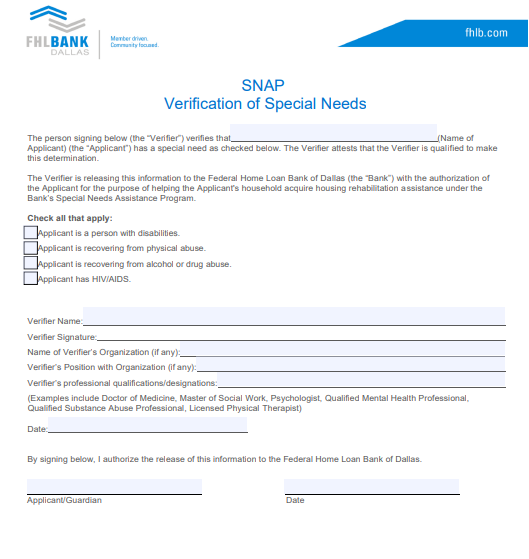 FHLBANK
DALLAS
Member driven.
Community focused.
fhlb.com
SNAP
Verification of Special Needs
The person signing below (the “Verifier”) verifies that (Name of
Applicant) (the “Applicant”) has a special need as checked below. The Verifier attests that the Verifier is qualified to make
this determination.
The Verifier is releasing this information to the Federal Home Loan Bank of Dallas (the “Bank”) with the authorization of
the Applicant for the purpose of helping the Applicant's household acquire housing rehabilitation assistance under the
Bank's Special Needs Assistance Program.
Check all that apply:
Applicant is a person with disabilities.
Applicant is recovering from physical abuse.
Applicant is recovering from alcohol or drug abuse.
Applicant has HIV/AIDS.
Verifier Name:
Verifier Signature:
Name of Verifier's Organization (if any):
Verifier's Position with Organization (if any):
Verifier's professional qualifications/designations:
(Examples include Doctor of Medicine, Master of Social Work, Psychologist, Qualified Mental Health Professional,
Qualified Substance Abuse Professional, Licensed Physical Therapist)
Date:
By signing below, I authorize the release of this information to the Federal Home Loan Bank of Dallas.
Applicant/Guardian
Date